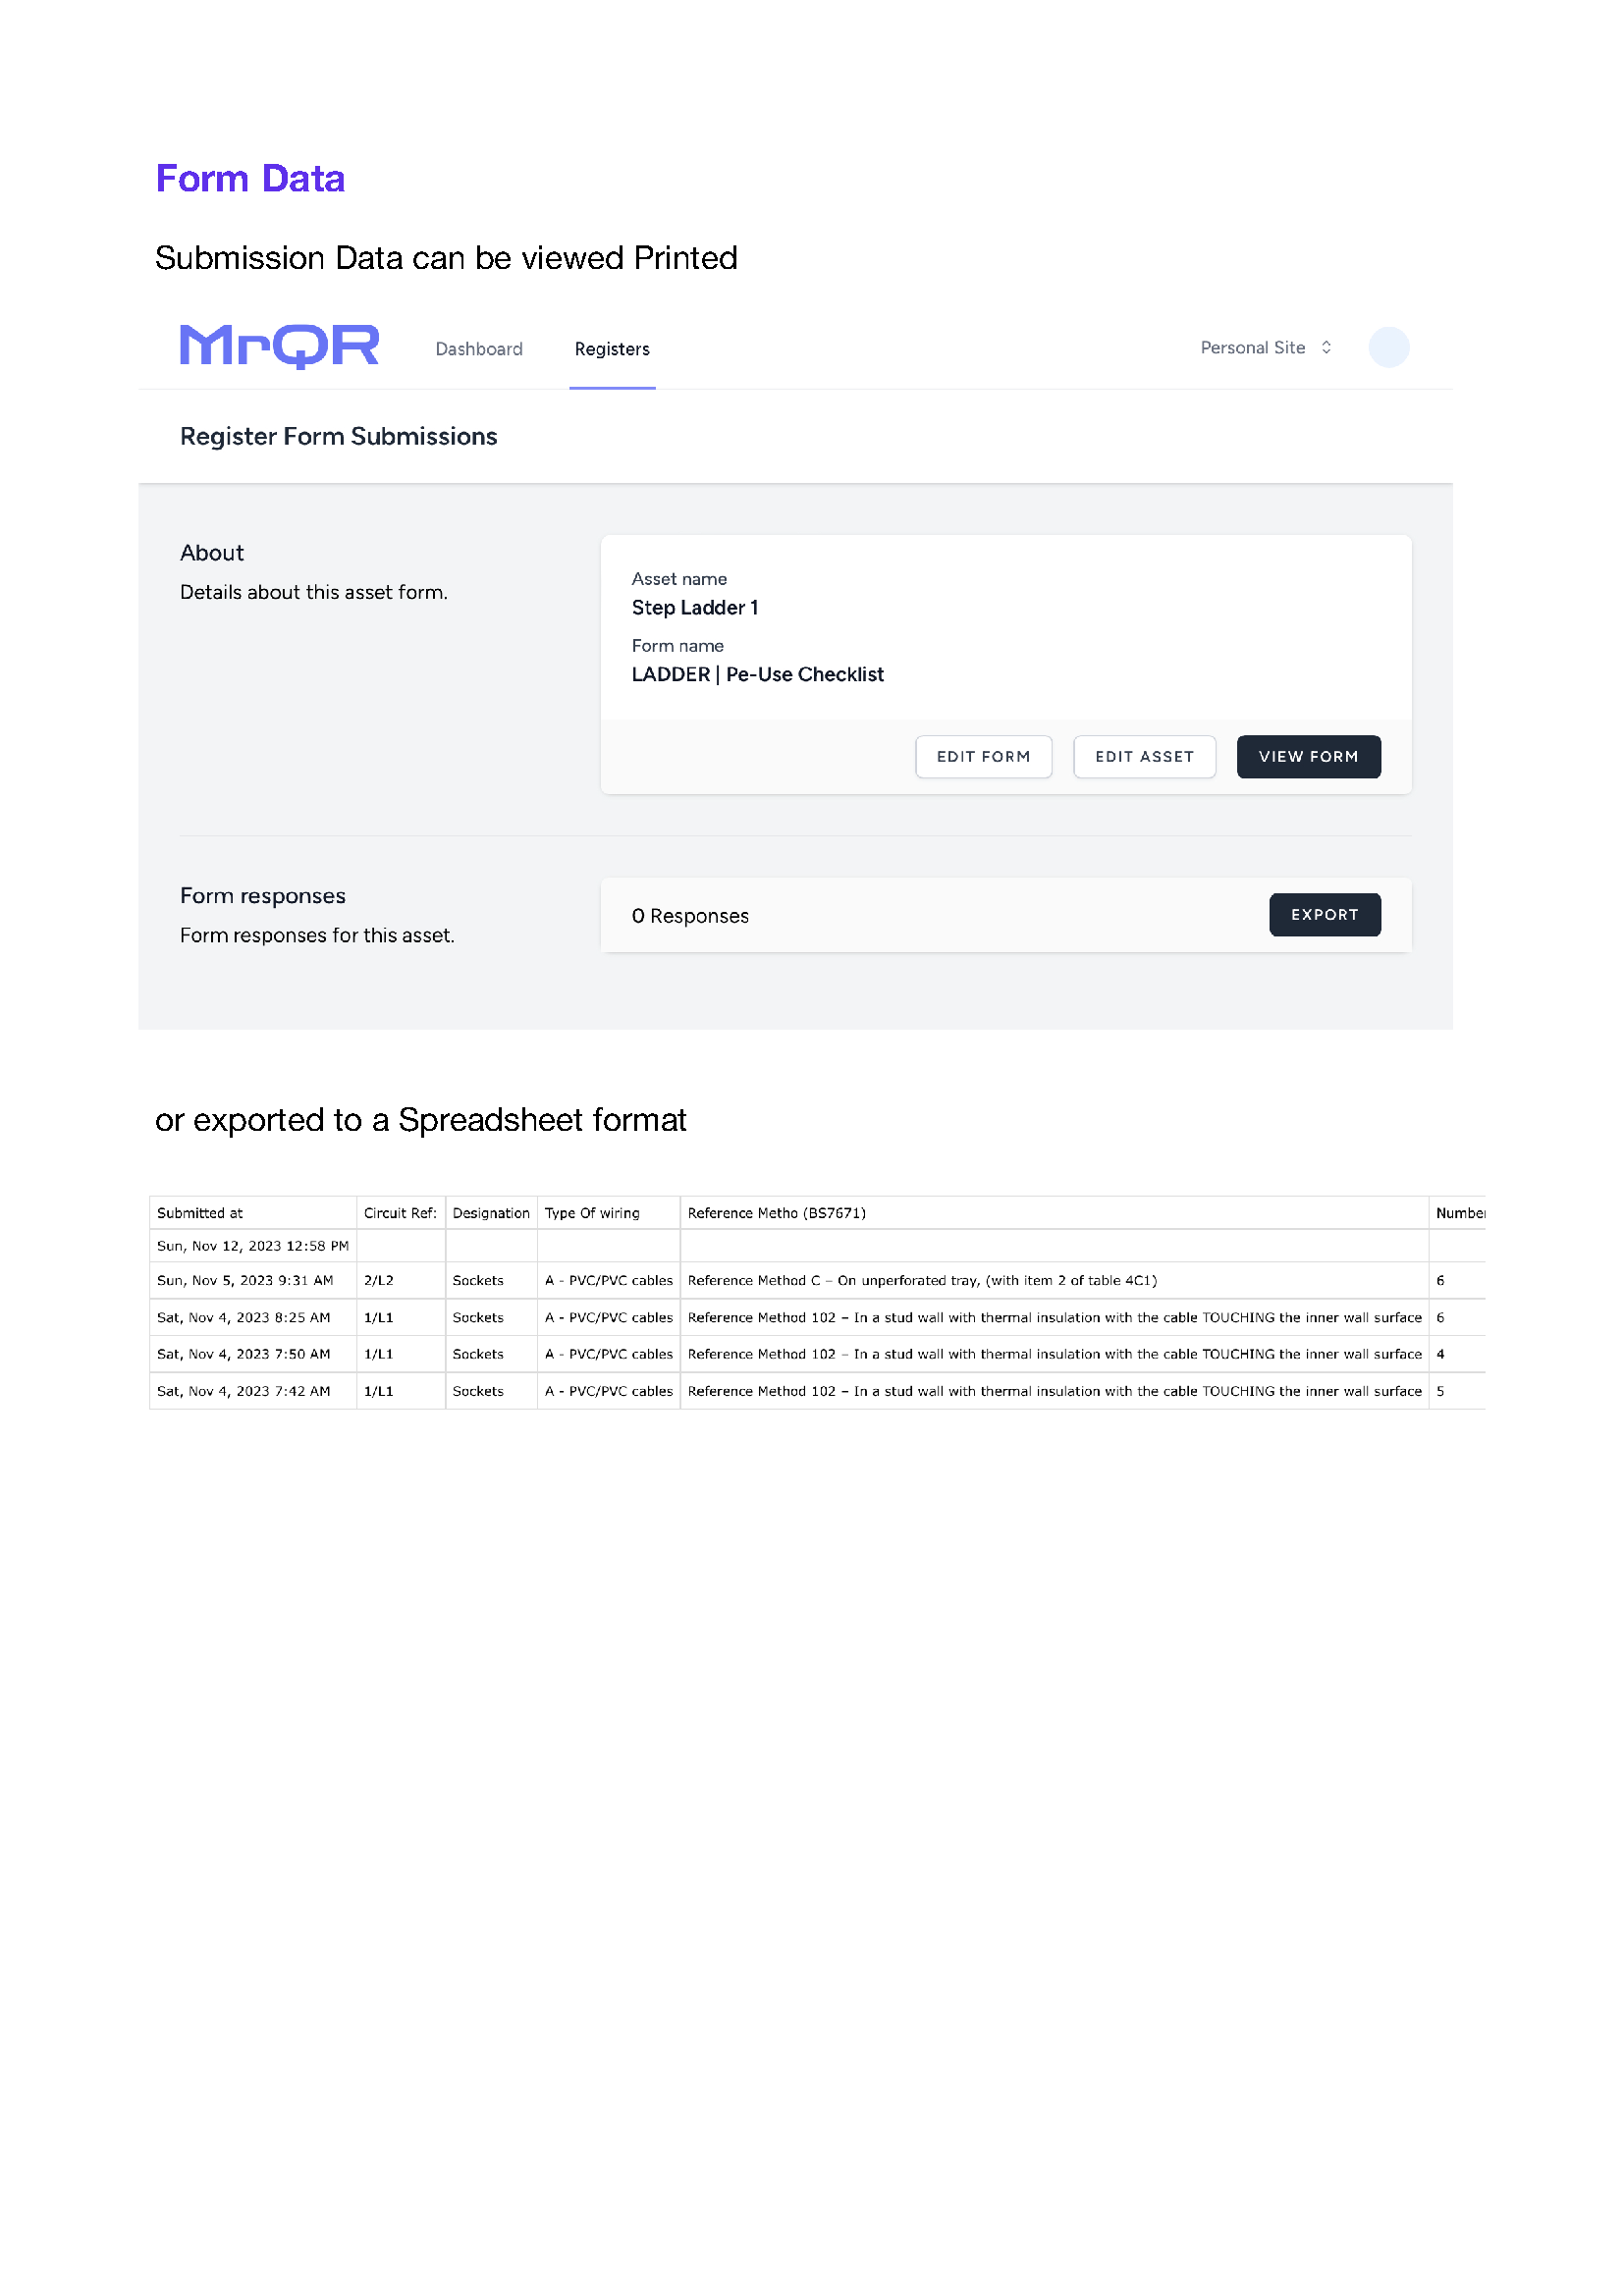 Form Data
Submission Data can be viewed Printed
MrQR Dashboard Registers Personal Site
Register Form Submissions
About
Details about this asset form.
Asset name
Step Ladder 1
Form name
LADDER | Pe-Use Checklist
EDIT FORM EDIT ASSET VIEW FORM
Form responses
Form responses for this asset.
0 Responses EXPORT
or exported to a Spreadsheet format
Submitted at Circuit Ref: Designation Type Of wiring Reference Metho (BS7671) Number
Sun, Nov 12, 2023 12:58 PM
Sun, Nov 5, 2023 9:31 AM 2/L2 Sockets A - PVC/PVC cables Reference Method C – On unperforated tray, (with item 2 of table 4C1) 6
Sat, Nov 4, 2023 8:25 AM 1/L1 Sockets A - PVC/PVC cables Reference Method 102 – In a stud wall with thermal insulation with the cable TOUCHING the inner wall surface 6
Sat, Nov 4, 2023 7:50 AM 1/L1 Sockets A - PVC/PVC cables Reference Method 102 – In a stud wall with thermal insulation with the cable TOUCHING the inner wall surface 4
Sat, Nov 4, 2023 7:42 AM 1/L1 Sockets A - PVC/PVC cables Reference Method 102 – In a stud wall with thermal insulation with the cable TOUCHING the inner wall surface 5